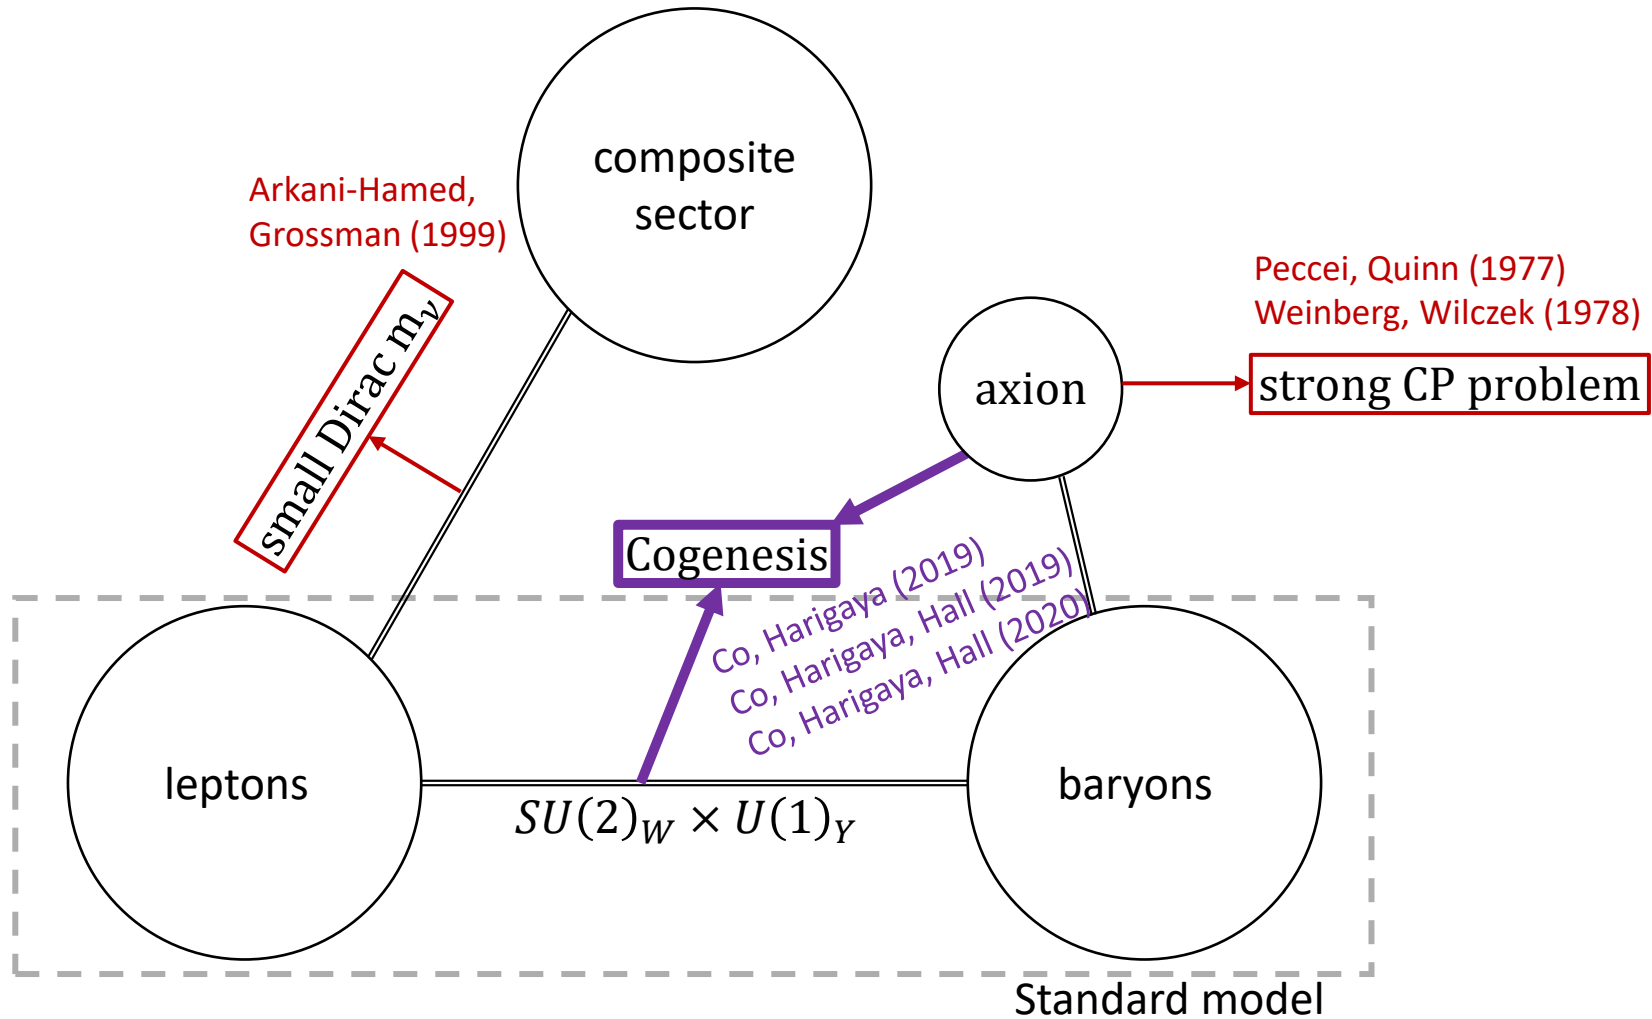 composite
sector
Arkani-Hamed,
Grossman (1999)
small Dirac m_ν
Peccei, Quinn (1977)
Weinberg, Wilczek (1978)
axion
strong CP problem
Cogenesis
Co, Harigaya (2019)
Co, Harigaya, Hall (2019)
Co, Harigaya, Hall (2020)
leptons
baryons
SU(2)_W × U(1)_Y
Standard model